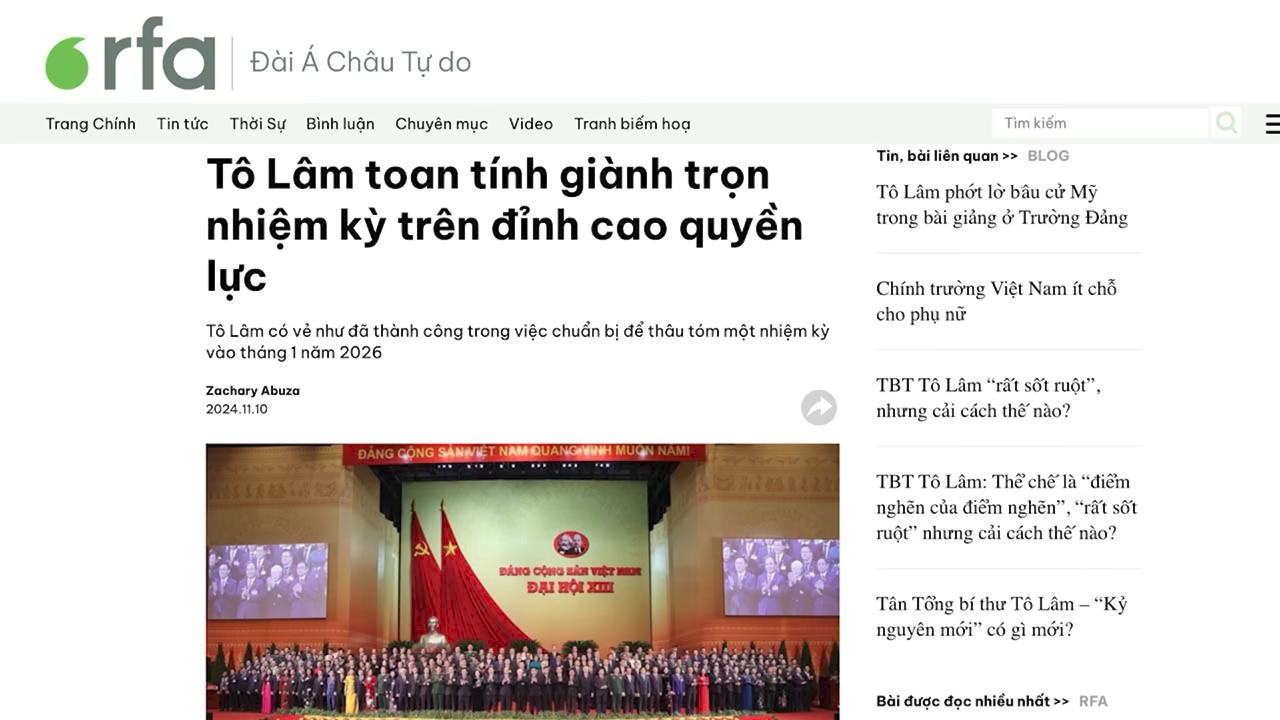 rfa
Đài Á Châu Tự do
Trang Chính Tin tức Thời Sự Bình luận Chuyên mục Video Tranh biếm hoạ
Tìm kiếm
Tô Lâm toan tính giành trọn
nhiệm kỳ trên đỉnh cao quyền
lực
Tô Lâm có vẻ như đã thành công trong việc chuẩn bị để thâu tóm một nhiệm kỳ
vào tháng 1 năm 2026
Zachary Abuza
2024.11.10
ĐẢNG CỘNG SẢN VIỆT NAM QUANG VINH MUÔN NĂM!
ĐẢNG CỘNG SẢN VIỆT NAM
ĐẠI HỘI XIII
Tin, bài liên quan >> BLOG
Tô Lâm phớt lờ bầu cử Mỹ
trong bài giảng ở Trường Đảng
Chính trường Việt Nam ít chỗ
cho phụ nữ
TBT Tô Lâm “rất sốt ruột”,
nhưng cải cách thế nào?
TBT Tô Lâm: Thể chế là “điểm
nghẽn của điểm nghẽn”, “rất sốt
ruột” nhưng cải cách thế nào?
Tân Tổng bí thư Tô Lâm – “Kỷ
nguyên mới” có gì mới?
Bài được đọc nhiều nhất >> RFA